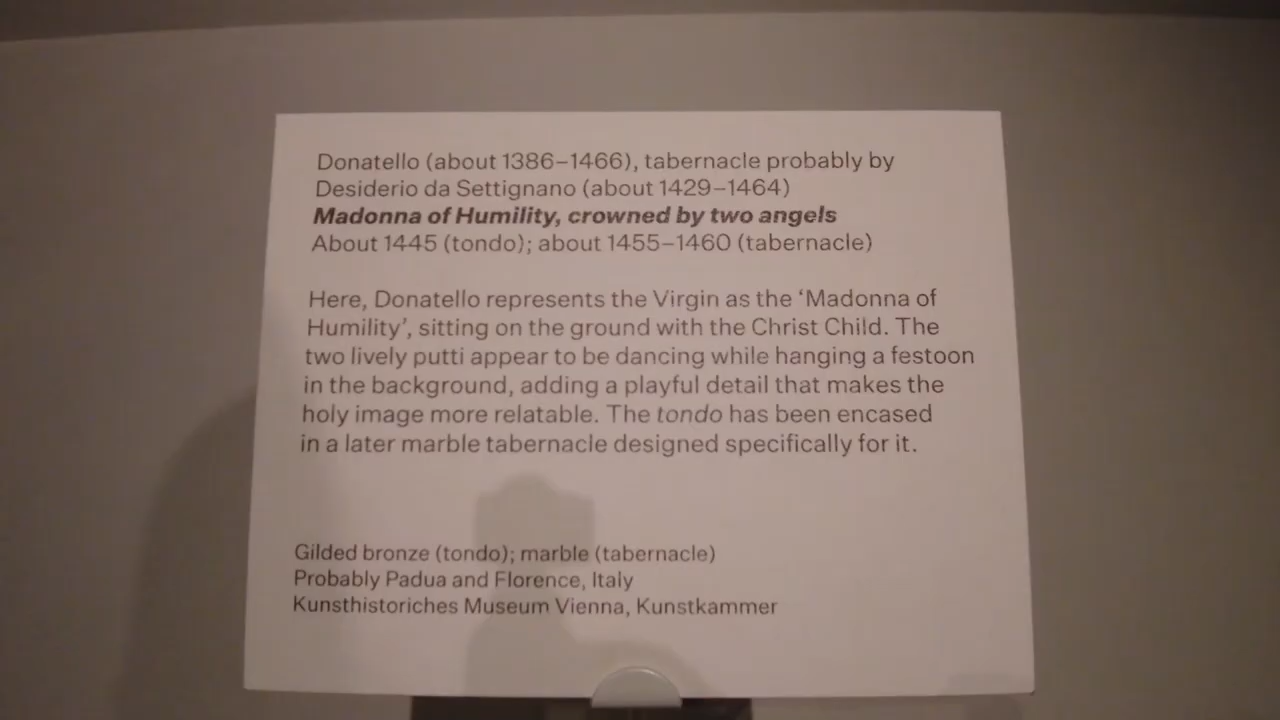 Donatello (about 1386–1466), tabernacle probably by
Desiderio da Settignano (about 1429–1464)
Madonna of Humility, crowned by two angels
About 1445 (tondo); about 1455–1460 (tabernacle)
Here, Donatello represents the Virgin as the ‘Madonna of
Humility’, sitting on the ground with the Christ Child. The
two lively putti appear to be dancing while hanging a festoon
in the background, adding a playful detail that makes the
holy image more relatable. The tondo has been encased
in a later marble tabernacle designed specifically for it.
Gilded bronze (tondo); marble (tabernacle)
Probably Padua and Florence, Italy
Kunsthistoriches Museum Vienna, Kunstkammer